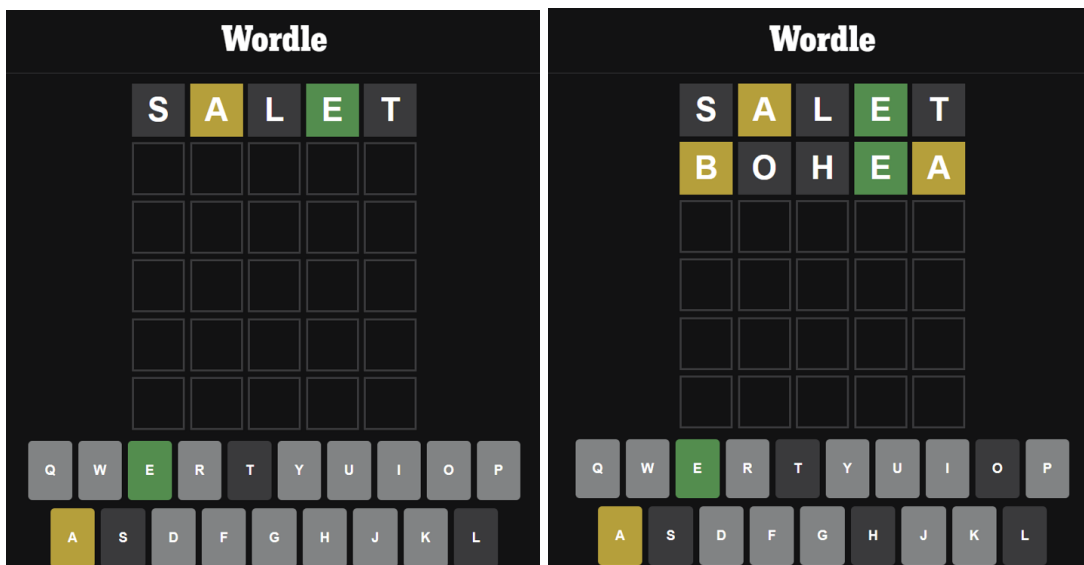 Wordle
S A L E T
Q W E R T Y U I O P
A S D F G H J K L
Wordle
S A L E T
B O H E A
Q W E R T Y U I O P
A S D F G H J K L